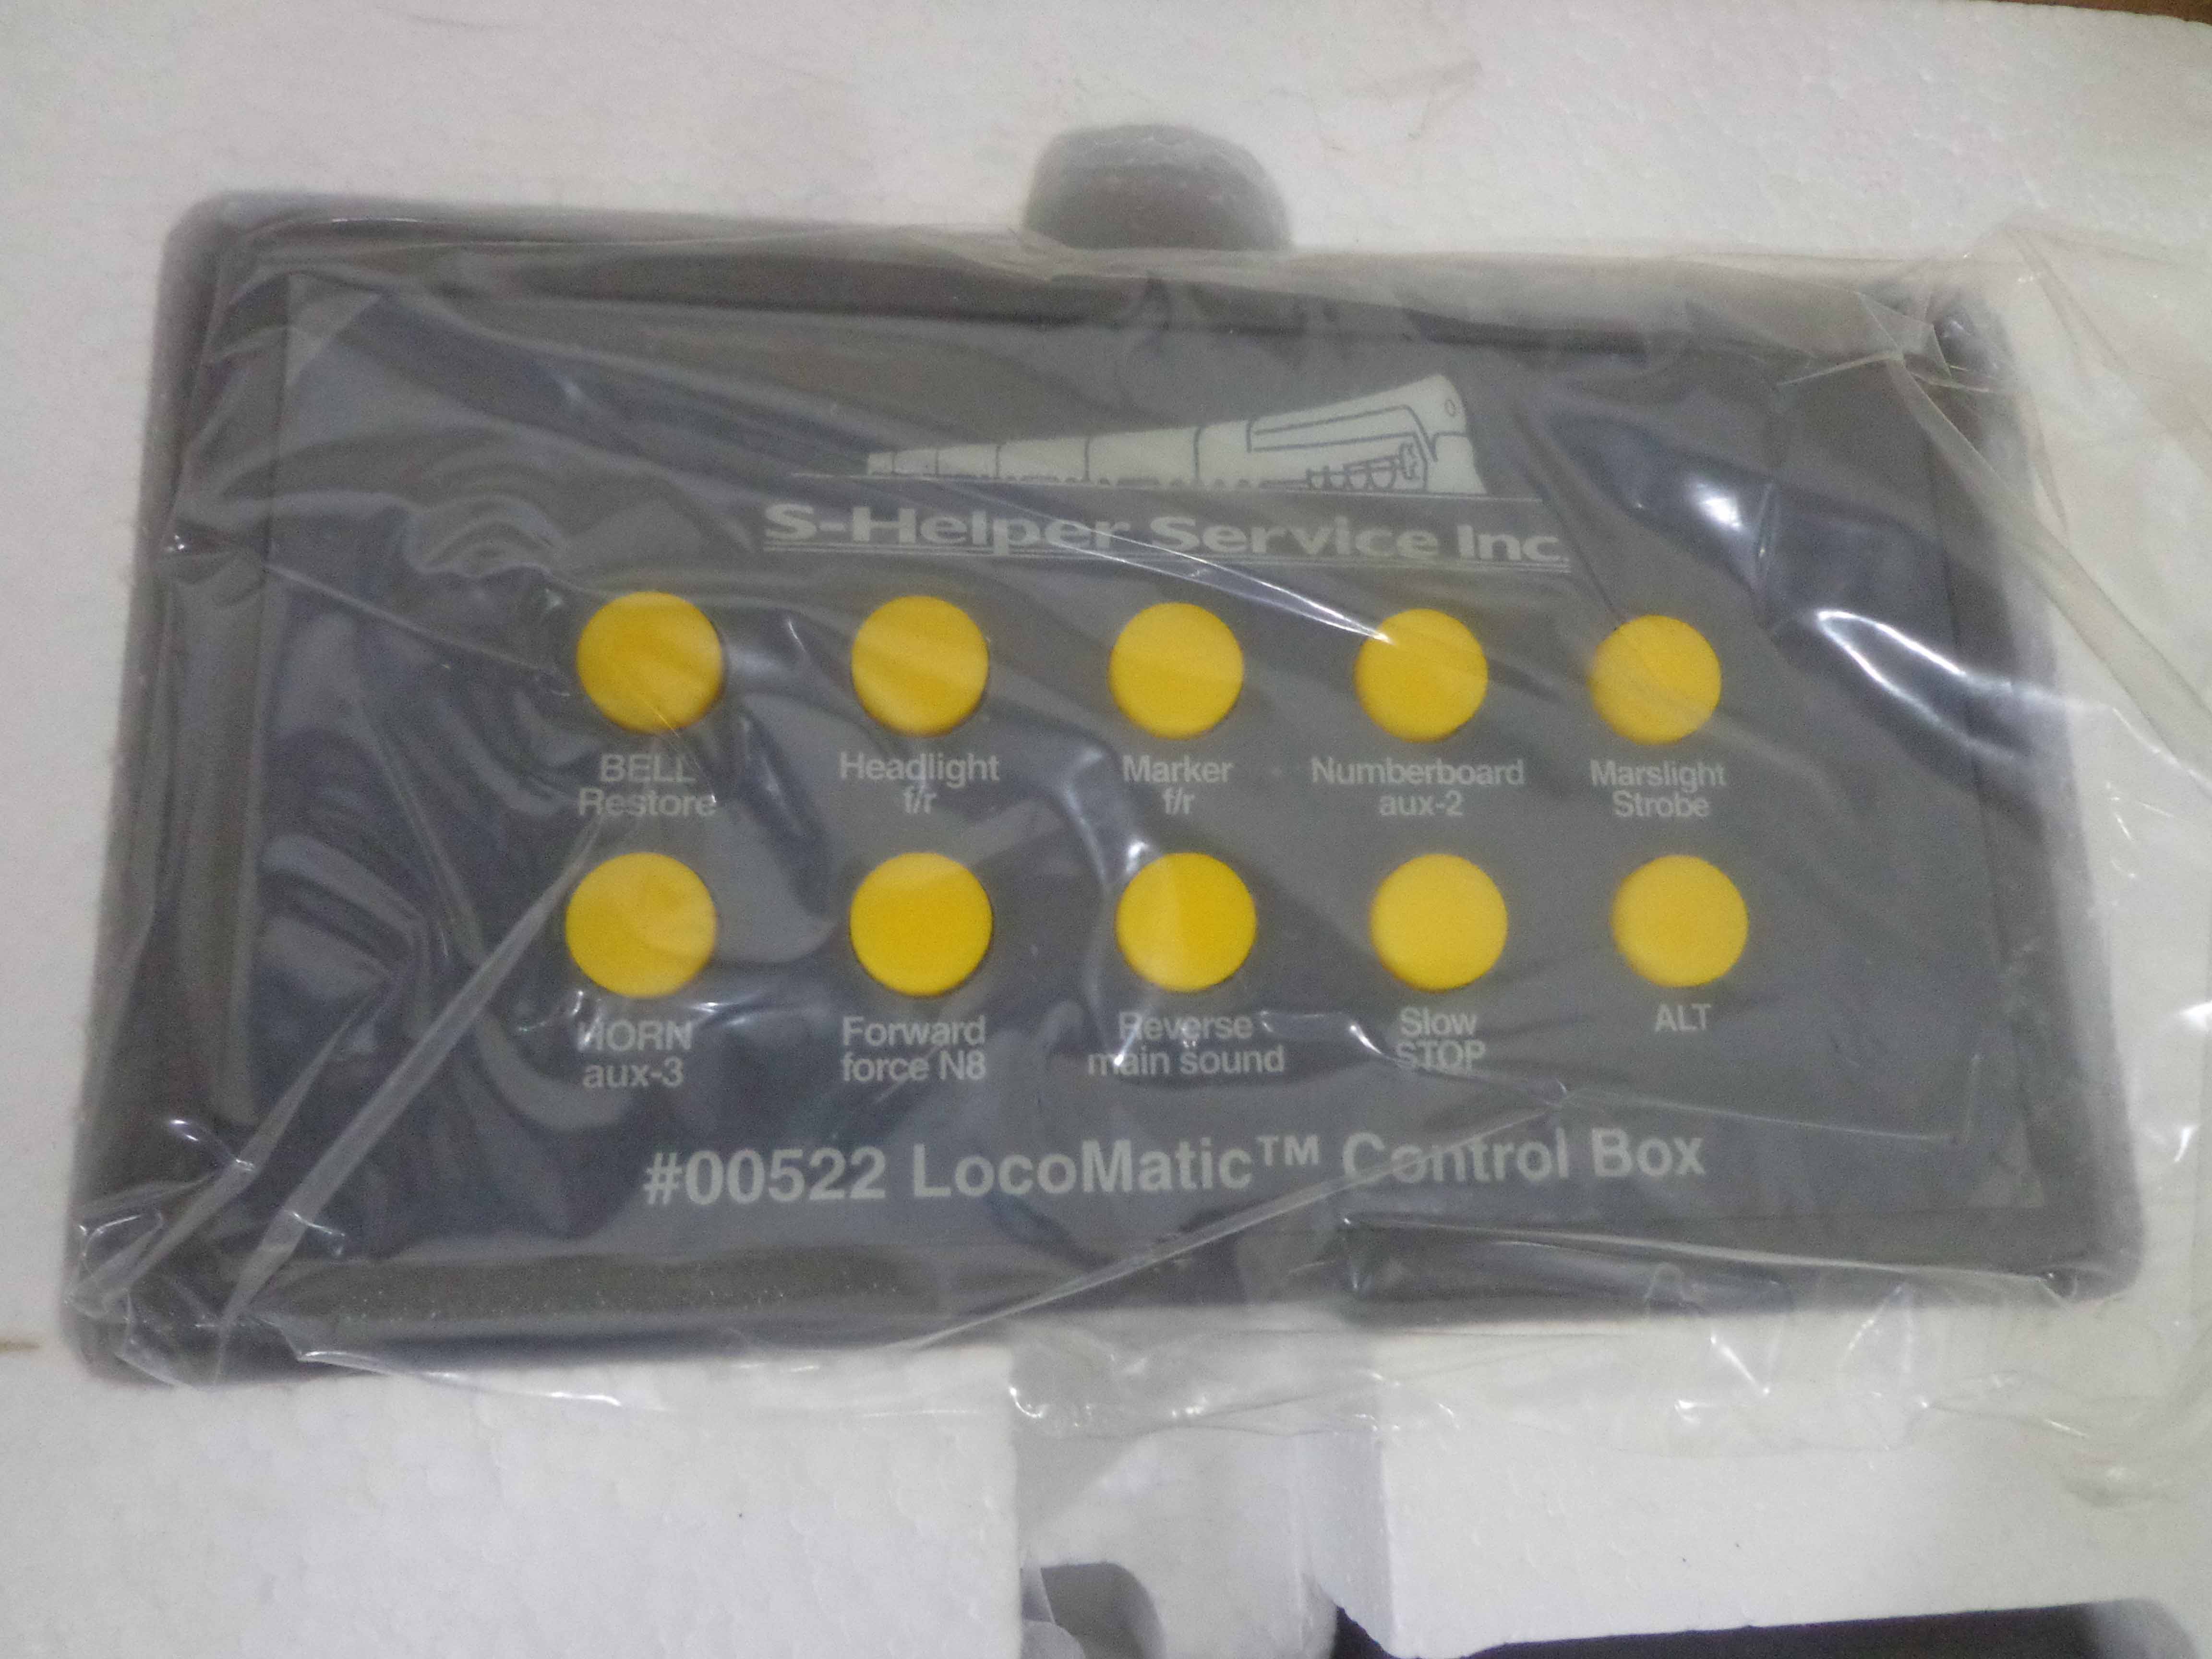 S-Helper Service Inc.
BELL
Restore
Headlight
f/r
Marker
f/r
Numberboard
aux-2
Marslight
Strobe
HORN
aux-3
Forward
force N8
Reverse
main sound
Slow
STOP
ALT
#00522 LocoMatic™ Control Box